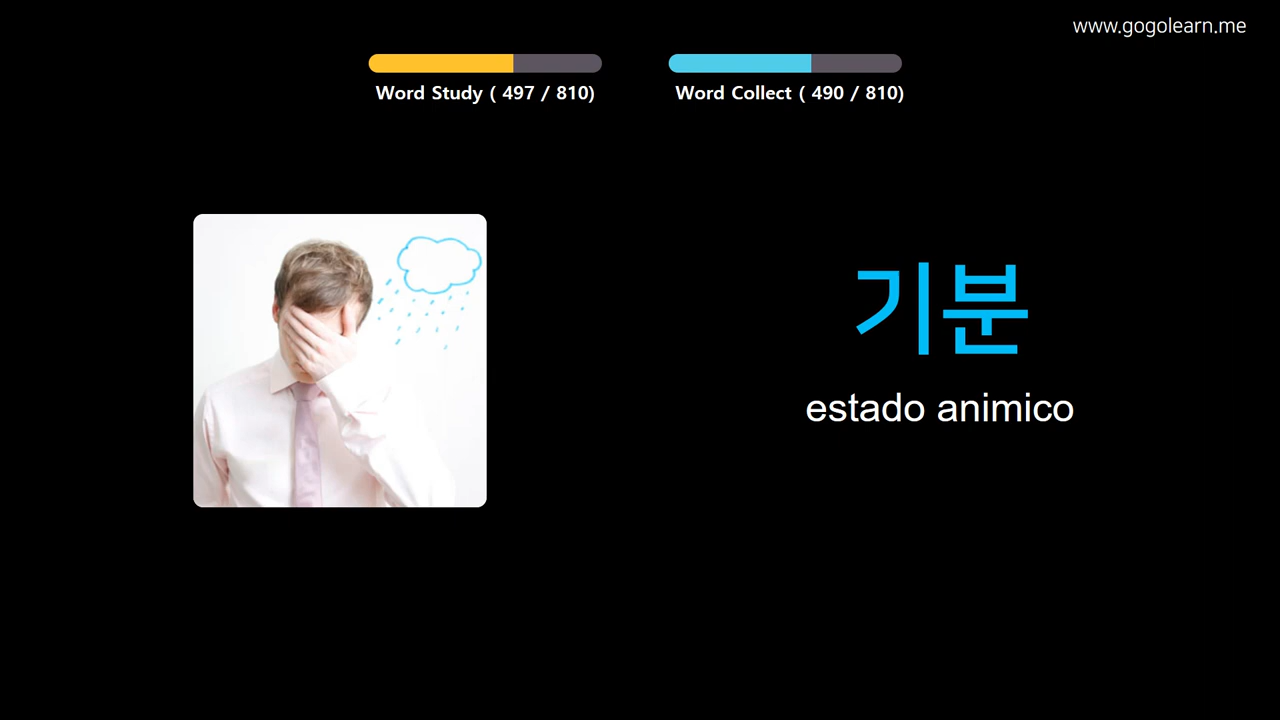 www.gogolearn.me
Word Study ( 497 / 810)
Word Collect ( 490 / 810)
기분
estado animico